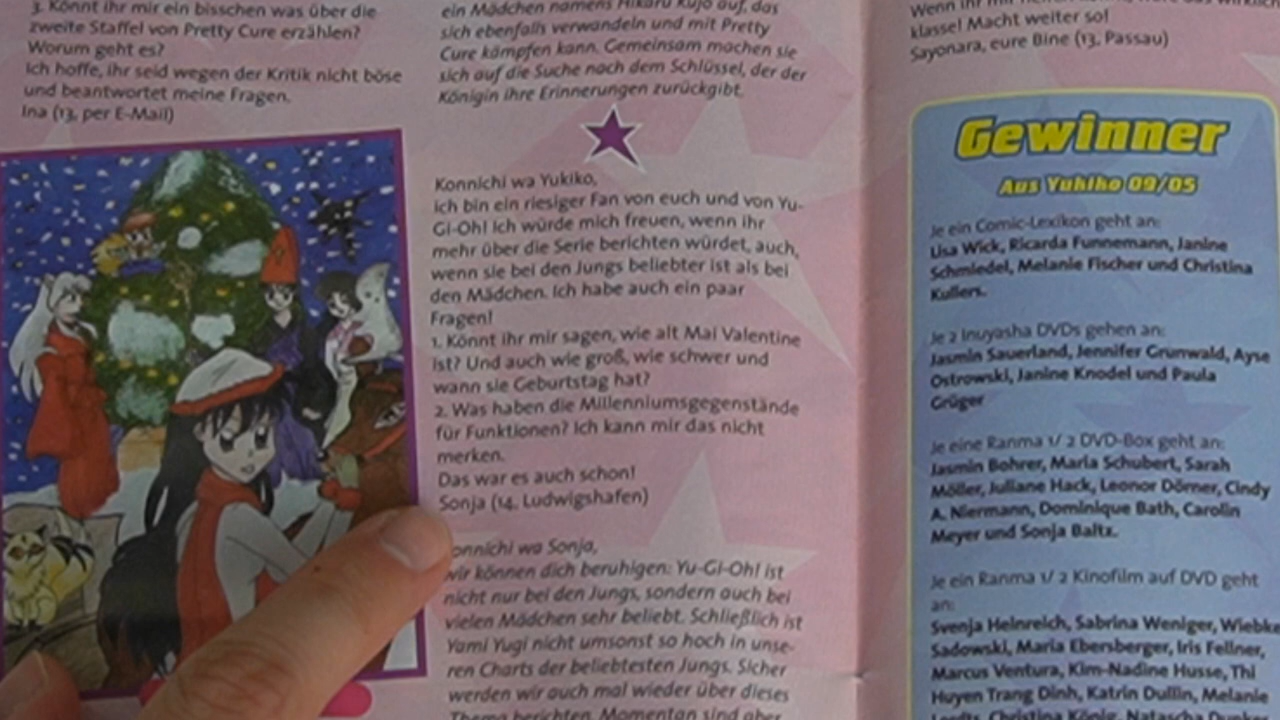 3. Könnt ihr mir ein bisschen was über die
zweite Staffel von Pretty Cure erzählen?
Worum geht es?
Ich hoffe, ihr seid wegen der Kritik nicht böse
und beantwortet meine Fragen.
Ina (13, per E-Mail)
ein Mädchen namens Hikaru Kujo auf, das
sich ebenfalls verwandeln und mit Pretty
Cure kämpfen kann. Gemeinsam machen sie
sich auf die Suche nach dem Schlüssel, der der
Königin ihre Erinnerungen zurückgibt.
Konnichi wa Yukiko,
ich bin ein riesiger Fan von euch und von Yu-
Gi-Oh! Ich würde mich freuen, wenn ihr
mehr über die Serie berichten würdet, auch,
wenn sie bei den Jungs beliebter ist als bei
den Mädchen. Ich habe auch ein paar
Fragen!
1. Könnt ihr mir sagen, wie alt Mai Valentine
ist? Und auch wie groß, wie schwer und
wann sie Geburtstag hat?
2. Was haben die Millenniumsgegenstände
für Funktionen? Ich kann mir das nicht
merken.
Das war es auch schon!
Sonja (14, Ludwigshafen)
onnichi wa Sonja,
wir können dich beruhigen: Yu-Gi-Oh! ist
nicht nur bei den Jungs, sondern auch bei
vielen Mädchen sehr beliebt. Schließlich ist
Yami Yugi nicht umsonst so hoch in unse-
ren Charts der beliebtesten Jungs. Sicher
werden wir auch mal wieder über dieses
Thema berichten. Momentan sind aber
Wenn ihr mir
klasse! Macht weiter so!
Sayonara, eure Bine (13, Passau)
Gewinner
Aus Yukiko 09/05
Je ein Comic-Lexikon geht an:
Lisa Wick, Ricarda Funnemann, Janine
Schmiedel, Melanie Fischer und Christina
Kullers.
Je 2 Inuyasha DVDs gehen an:
Jasmin Sauerland, Jennifer Grunwald, Ayse
Ostrowski, Janine Knodel und Paula
Grüger
Je eine Ranma 1/2 DVD-Box geht an:
Jasmin Bohrer, Maria Schubert, Sarah
Möller, Juliane Hack, Leonor Dörner, Cindy
A. Niermann, Dominique Bath, Carolin
Meyer und Sonja Baltx.
Je ein Ranma 1/2 Kinofilm auf DVD geht
an:
Svenja Heinreich, Sabrina Weniger, Wiebke
Sadowski, Maria Ebersberger, Iris Fellner,
Marcus Ventura, Kim-Nadine Husse, Thi
Huyen Trang Dinh, Katrin Dullin, Melanie
Christina König,